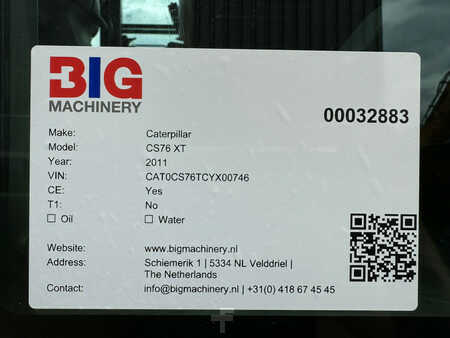 BIG
MACHINERY
00032883
Make: Caterpillar
Model: CS76 XT
Year: 2011
VIN: CAT0CS76TCYX00746
CE: Yes
T1: No
☐ Oil ☐ Water
Website: www.bigmachinery.nl
Address: Schiemerik 1 | 5334 NL Velddriel |
The Netherlands
Contact: info@bigmachinery.nl | +31(0) 418 67 45 45